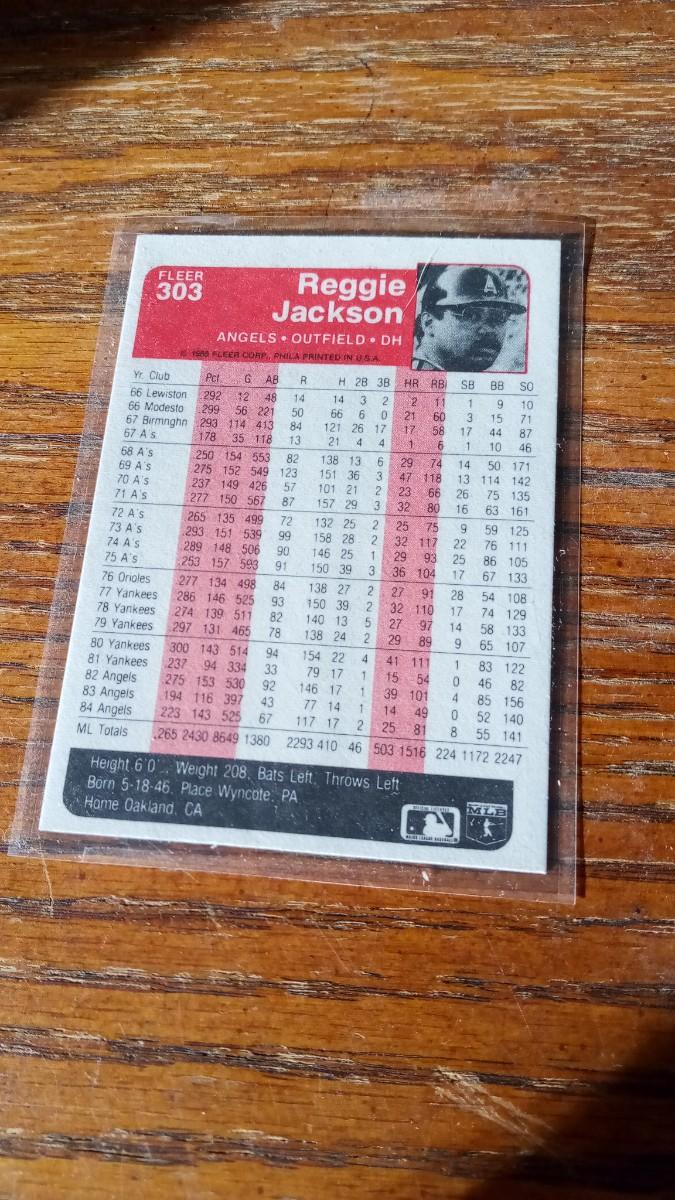 FLEER
303
Reggie
Jackson
ANGELS • OUTFIELD • DH
© 1985 FLEER CORP., PHILA PRINTED IN U.S.A.
Yr. Club Pct. G AB R H 2B 3B HR RBI SB BB SO
66 Lewiston .292 12 48 14 14 3 2 2 11 1 9 10
66 Modesto .299 56 221 50 66 6 0 21 60 3 15 71
67 Birmnghn .293 114 413 84 121 26 17 17 58 17 44 87
67 A's .178 35 118 13 21 4 4 1 6 1 10 46
68 A's .250 154 553 82 138 13 6 29 74 14 50 171
69 A's .275 152 549 123 151 36 3 47 118 13 114 142
70 A's .237 149 426 57 101 21 2 23 66 26 75 135
71 A's .277 150 567 87 157 29 3 32 80 16 63 161
72 A's .265 135 499 72 132 25 2 25 75 9 59 125
73 A's .293 151 539 99 158 28 2 32 117 22 76 111
74 A's .289 148 506 90 146 25 1 29 93 25 86 105
75 A's .253 157 593 91 150 39 3 36 104 17 67 133
76 Orioles .277 134 498 84 138 27 2 27 91 28 54 108
77 Yankees .286 146 525 93 150 39 2 32 110 17 74 129
78 Yankees .274 139 511 82 140 13 5 27 97 14 58 133
79 Yankees .297 131 465 78 138 24 2 29 89 9 65 107
80 Yankees .300 143 514 94 154 22 4 41 111 1 83 122
81 Yankees .237 94 334 33 79 17 1 15 54 0 46 82
82 Angels .275 153 530 92 146 17 1 39 101 4 85 156
83 Angels .194 116 397 43 77 14 1 14 49 0 52 140
84 Angels .223 143 525 67 117 17 2 25 81 8 55 141
ML Totals .265 2430 8649 1380 2293 410 46 503 1516 224 1172 2247
Height 6'0", Weight 208, Bats Left, Throws Left
Born 5-18-46, Place Wyncote, PA
Home Oakland, CA
MLB